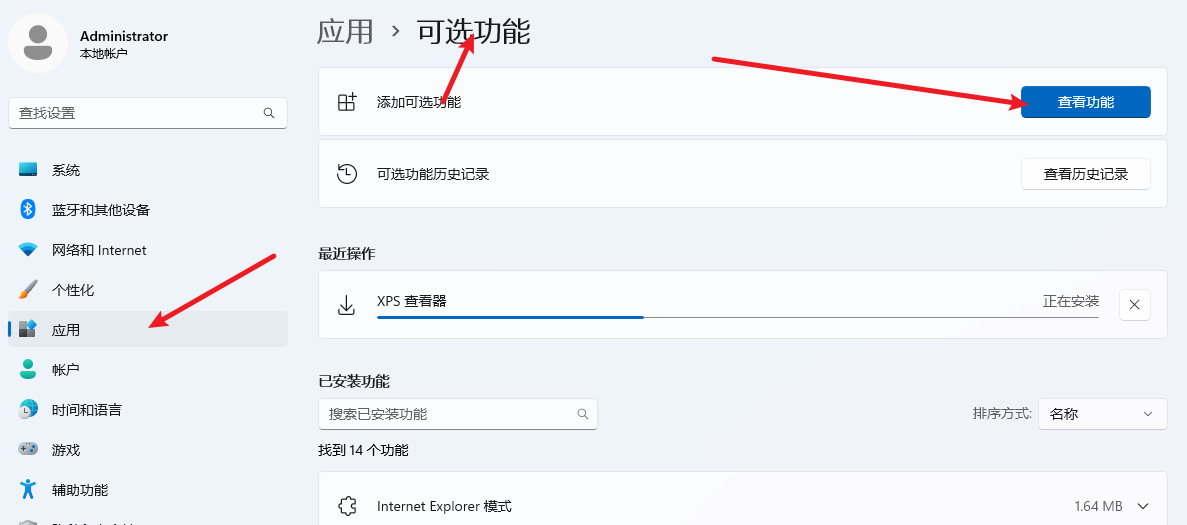 Administrator
本地帐户
查找设置
系统
蓝牙和其他设备
网络和 Internet
个性化
应用
帐户
时间和语言
游戏
辅助功能
应用 › 可选功能
添加可选功能
查看功能
可选功能历史记录
查看历史记录
最近操作
XPS 查看器
正在安装
已安装功能
搜索已安装功能
排序方式:
名称
找到 14 个功能
Internet Explorer 模式
1.64 MB